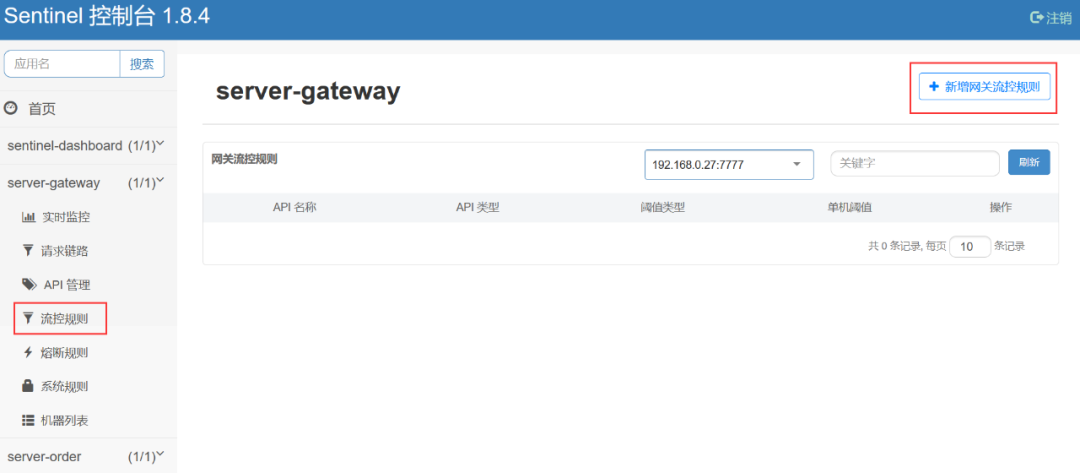 Sentinel 控制台 1.8.4
注销
应用名 搜索
首页
sentinel-dashboard (1/1)
server-gateway (1/1)
实时监控
请求链路
API 管理
流控规则
熔断规则
系统规则
机器列表
server-order (1/1)
server-gateway
新增网关流控规则
网关流控规则 192.168.0.27:7777 关键字 刷新
API 名称 API 类型 阈值类型 单机阈值 操作
共 0 条记录, 每页 10 条记录